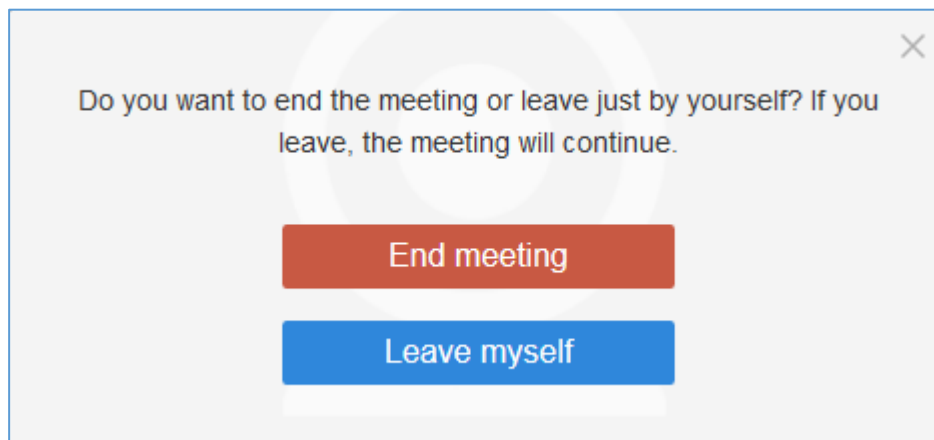 Do you want to end the meeting or leave just by yourself? If you
leave, the meeting will continue.
End meeting
Leave myself